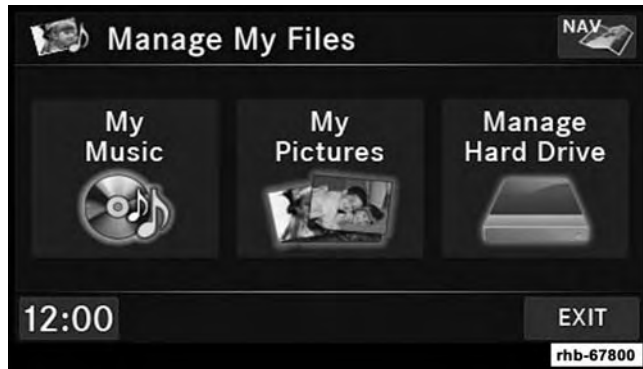 Manage My Files
NAV
My
Music
My
Pictures
Manage
Hard Drive
12:00
EXIT
rhb-67800